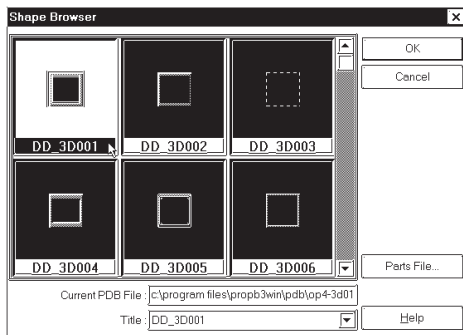 Shape Browser
OK
Cancel
DD_3D001 DD_3D002 DD_3D003
DD_3D004 DD_3D005 DD_3D006
Parts File...
Current PDB File : c:\program files\propb3win\pdb\op4-3d01
Title : DD_3D001
Help